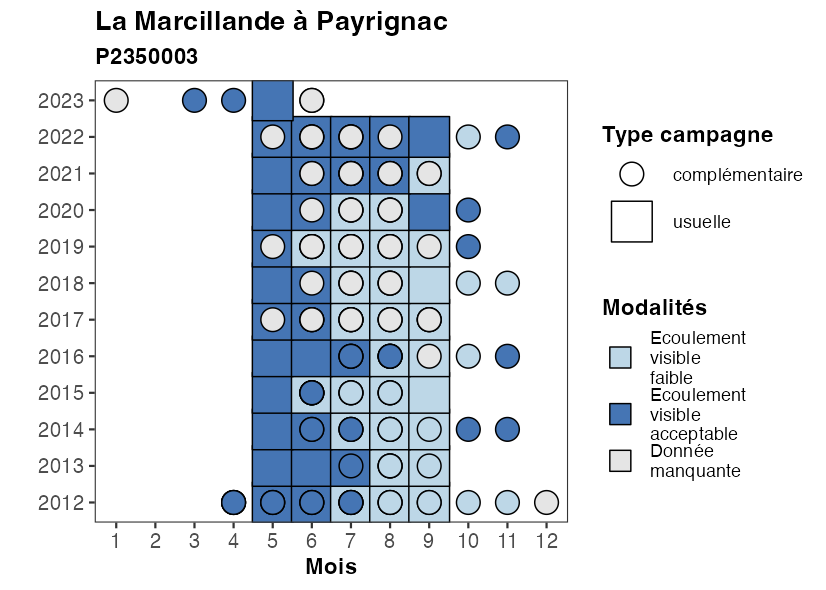 La Marcillande à Payrignac
P2350003
2023
2022
2021
2020
2019
2018
2017
2016
2015
2014
2013
2012
1 2 3 4 5 6 7 8 9 10 11 12
Mois
Type campagne
complémentaire
usuelle
Modalités
Ecoulement
visible
faible
Ecoulement
visible
acceptable
Donnée
manquante